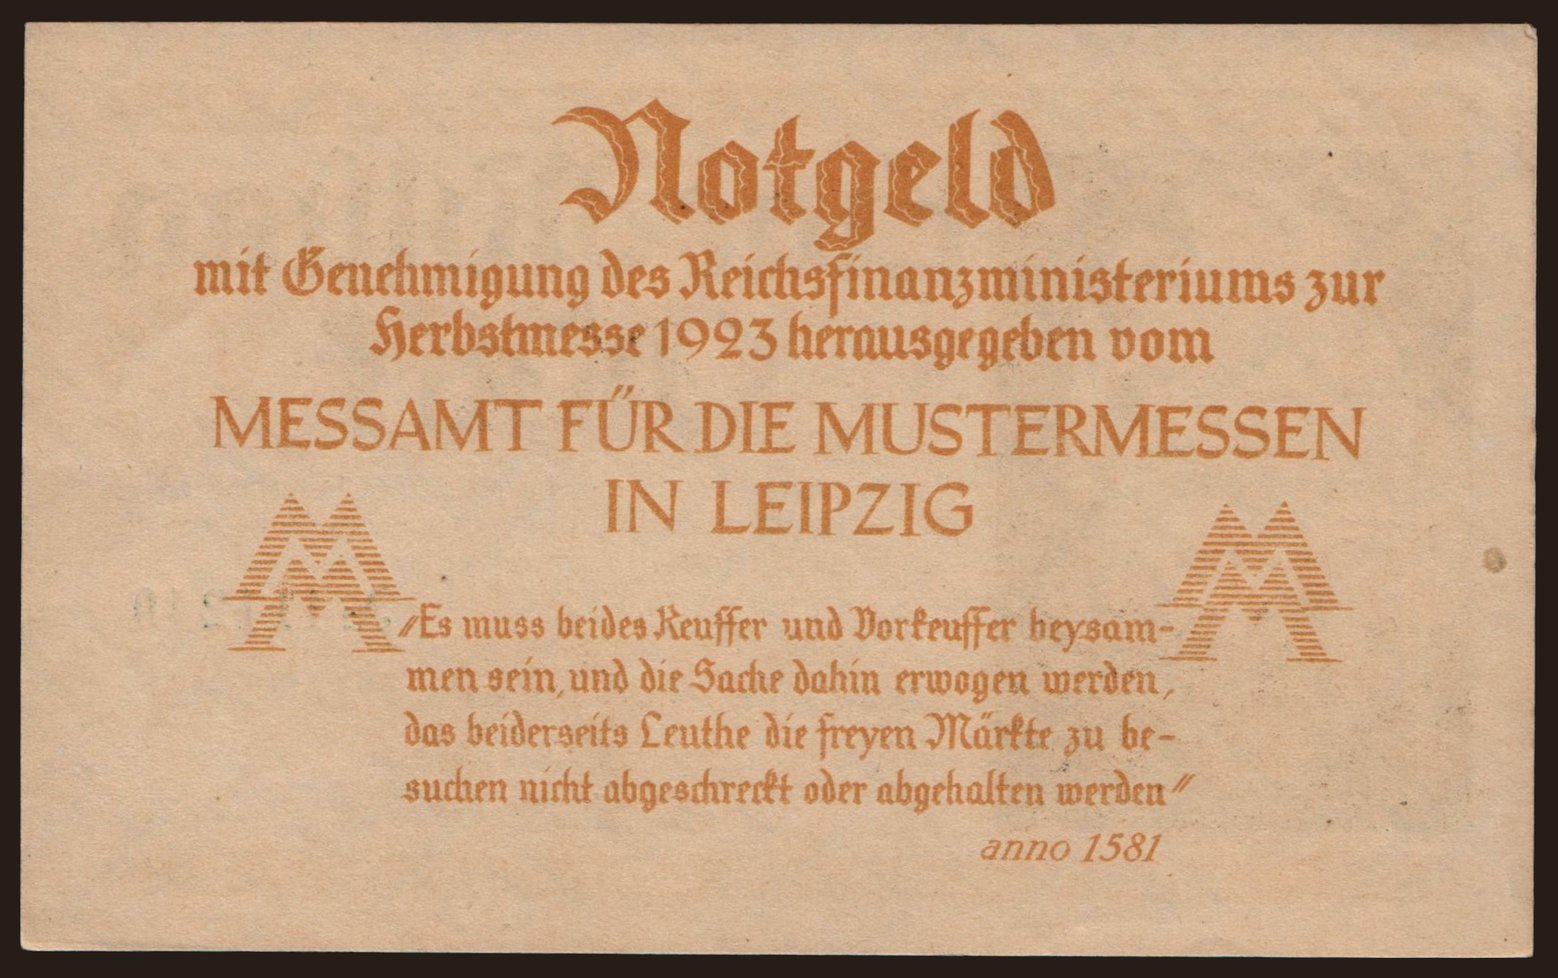 Notgeld
mit Genehmigung des Reichsfinanzministeriums zur
Herbstmesse 1923 herausgegeben vom
MESSAMT FÜR DIE MUSTERMESSEN
IN LEIPZIG
MM MM
"Es muss beides Keuffer und Vorkeuffer beysam-
men sein, und die Sache dahin erwogen werden,
das beiderseits Leuthe die freyen Märkte zu be-
suchen nicht abgeschreckt oder abgehalten werden"
anno 1581